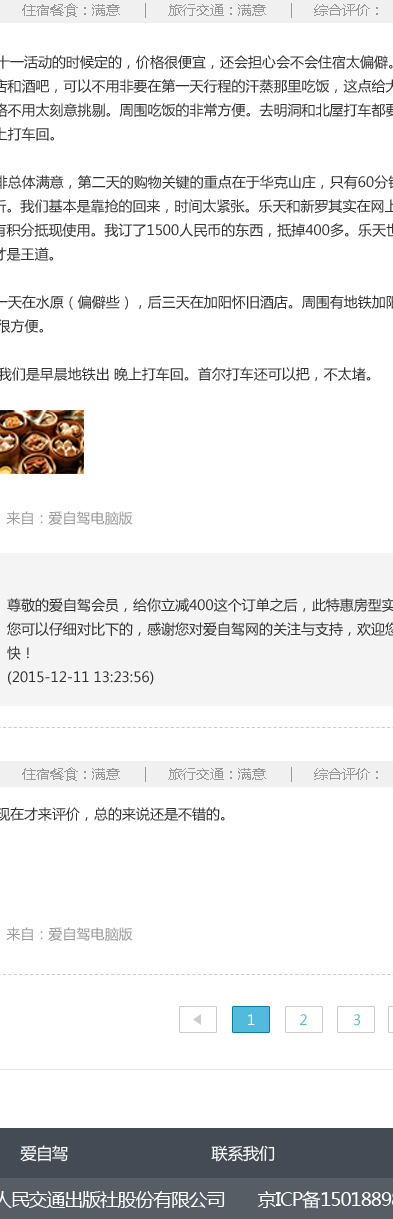 住宿餐食：满意 | 旅行交通：满意 | 综合评价：
十一活动的时候定的，价格很便宜，还会担心会不会住宿太偏僻。
店和酒吧，可以不用非要在第一天行程的汗蒸那里吃饭，这点给大
络不用太刻意挑剔。周围吃饭的非常方便。去明洞和北屋打车都要
上打车回。
排总体满意，第二天的购物关键的重点在于华克山庄，只有60分钟
斤。我们基本是靠抢的回来，时间太紧张。乐天和新罗其实在网上
有积分抵现使用。我订了1500人民币的东西，抵掉400多。乐天也
才是王道。
一天在水原（偏僻些），后三天在加阳怀旧酒店。周围有地铁加阳
很方便。
我们是早晨地铁出 晚上打车回。首尔打车还可以把，不太堵。
来自：爱自驾电脑版
尊敬的爱自驾会员，给你立减400这个订单之后，此特惠房型实
您可以仔细对比下的，感谢您对爱自驾网的关注与支持，欢迎您
快！
(2015-12-11 13:23:56)
住宿餐食：满意 | 旅行交通：满意 | 综合评价：
现在才来评价，总的来说还是不错的。
来自：爱自驾电脑版
1 2 3
爱自驾 联系我们
人民交通出版社股份有限公司 京ICP备1501889